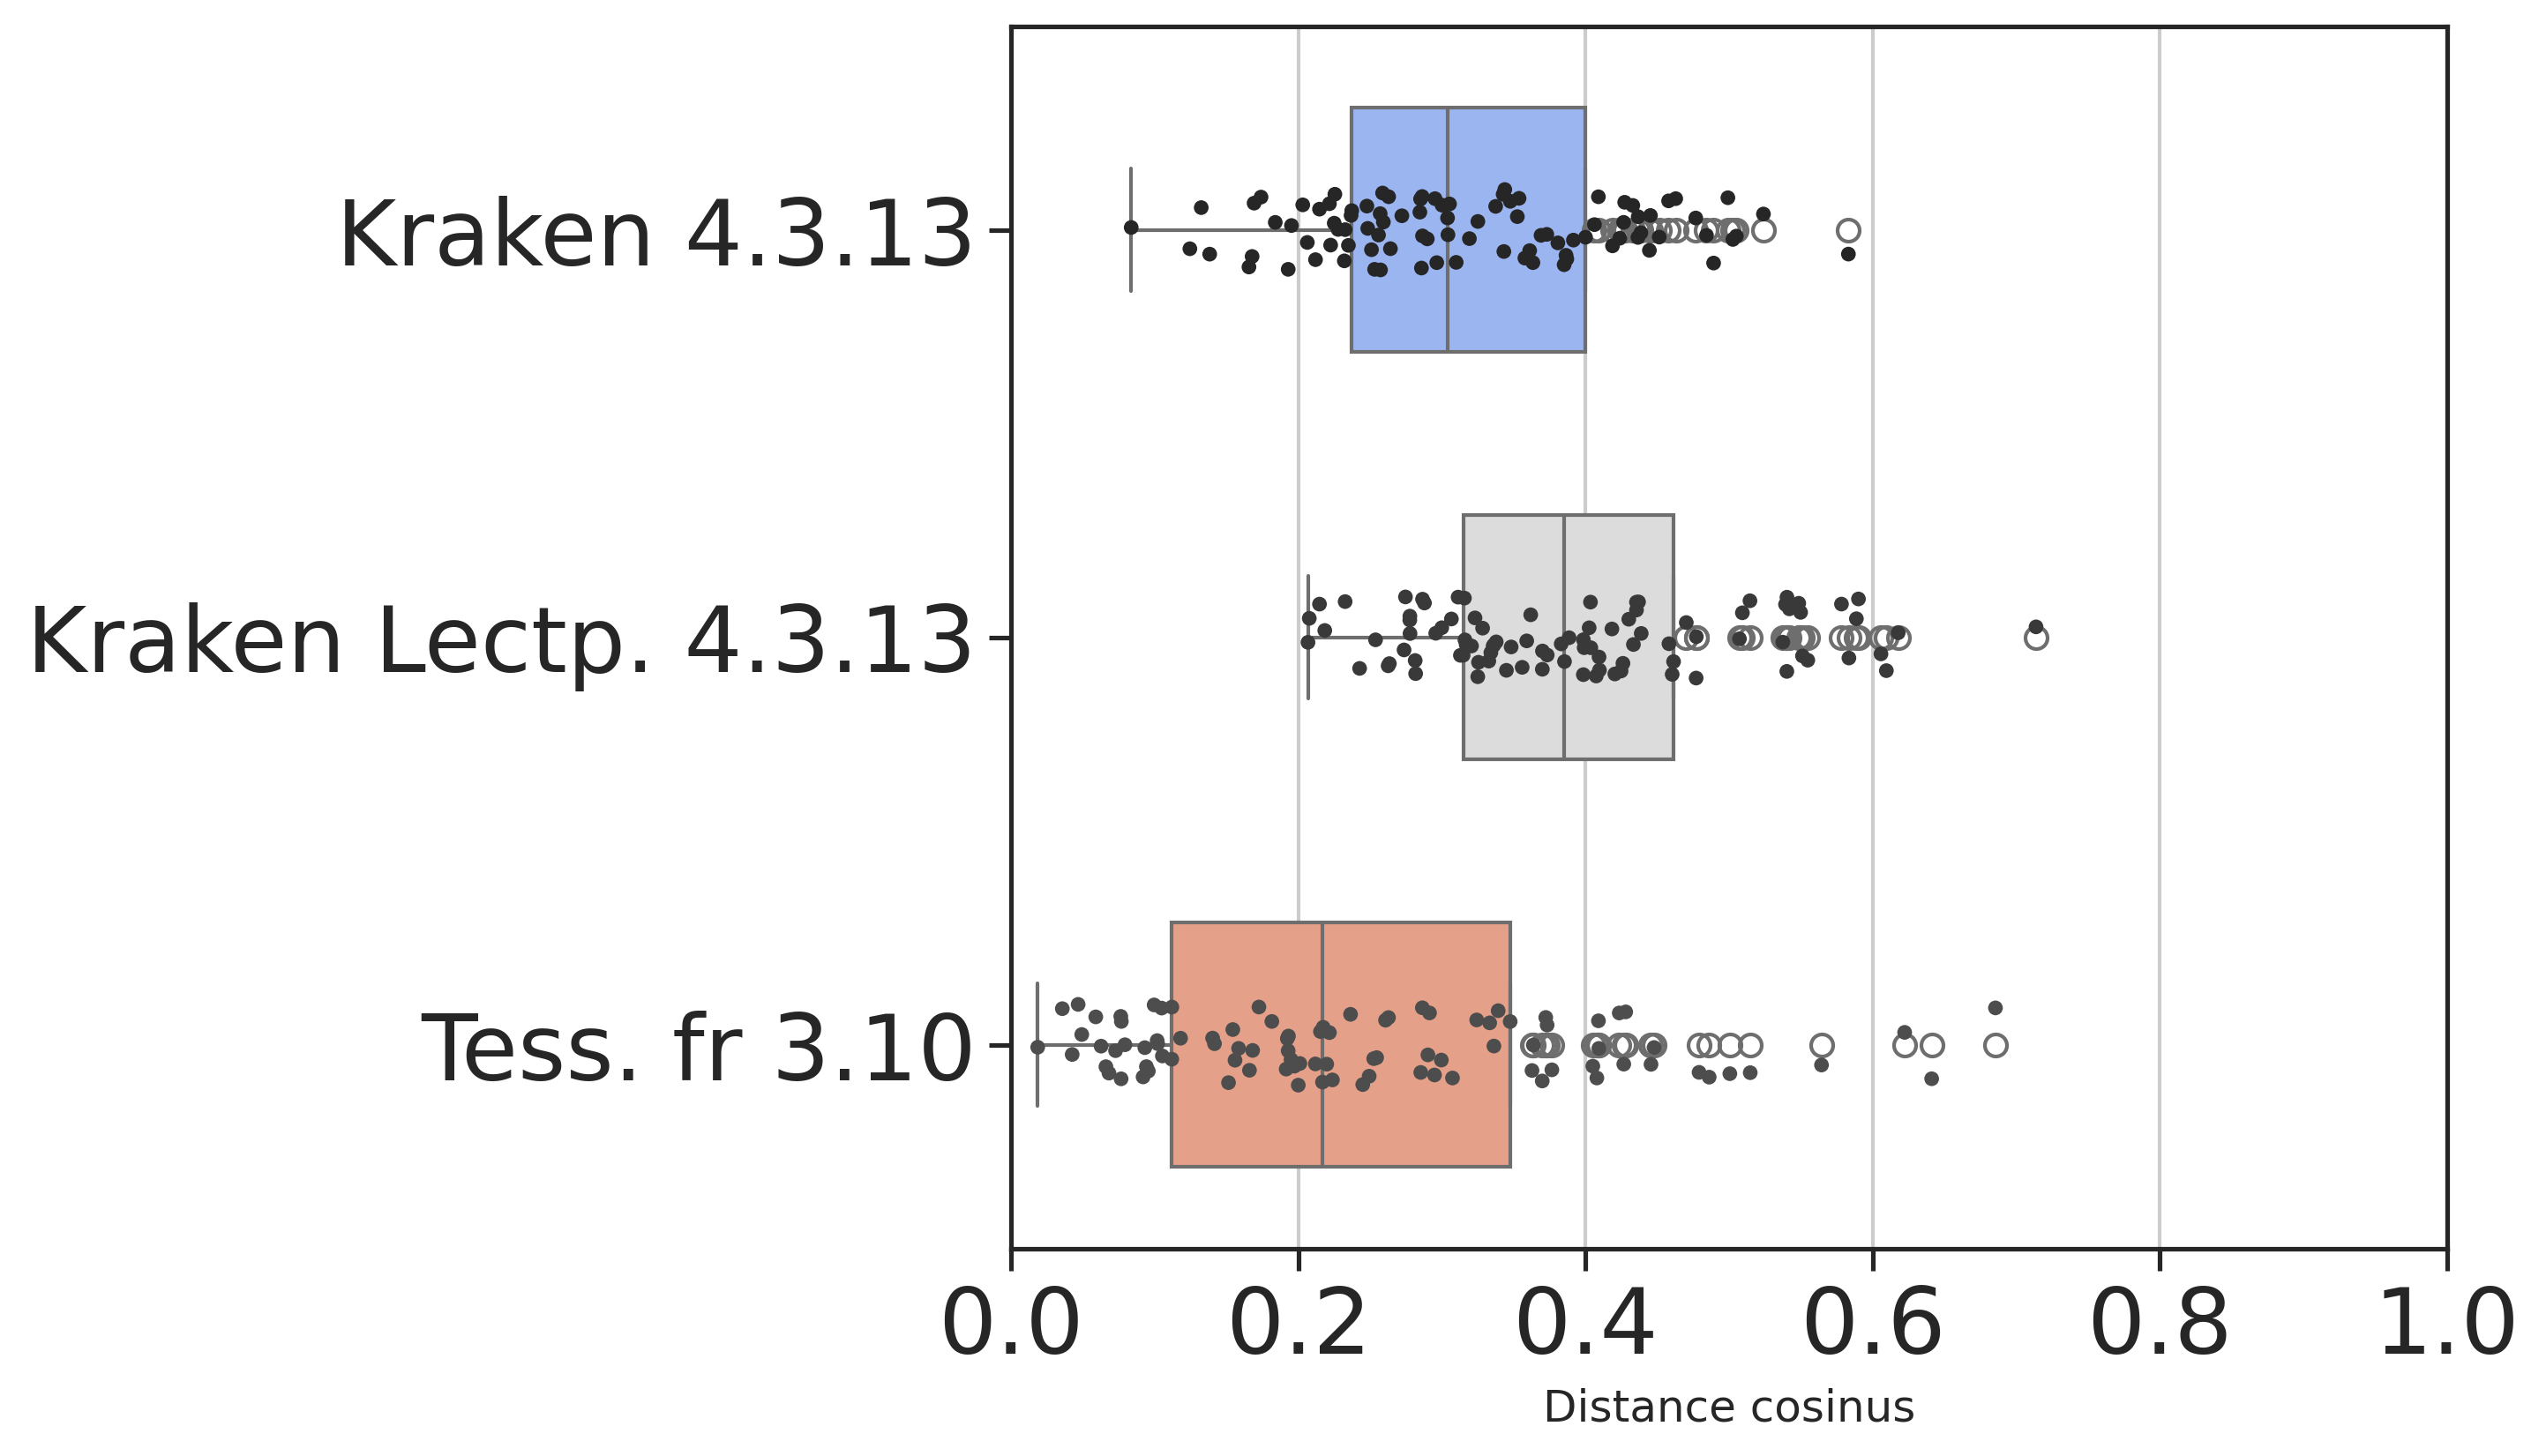 Kraken 4.3.13
Kraken Lectp. 4.3.13
Tess. fr 3.10
0.0 0.2 0.4 0.6 0.8 1.0
Distance cosinus